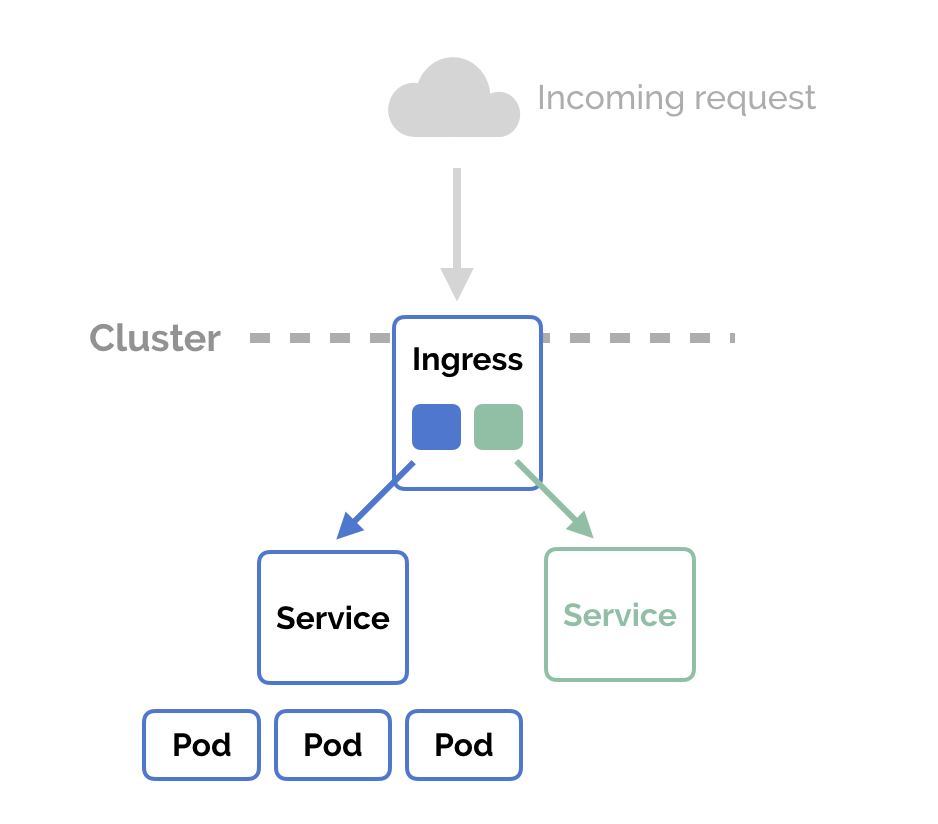 Incoming request
Cluster
Ingress
Service
Service
Pod
Pod
Pod